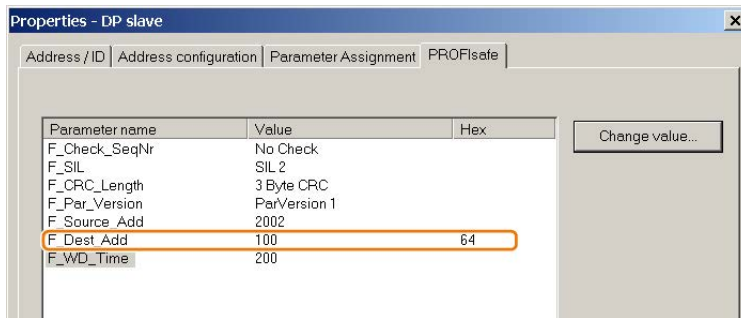 Properties - DP slave
x
Address / ID Address configuration Parameter Assignment PROFIsafe
Parameter name Value Hex
Change value...
F_Check_SeqNr No Check
F_SIL SIL 2
F_CRC_Length 3 Byte CRC
F_Par_Version ParVersion 1
F_Source_Add 2002
F_Dest_Add 100 64
F_WD_Time 200